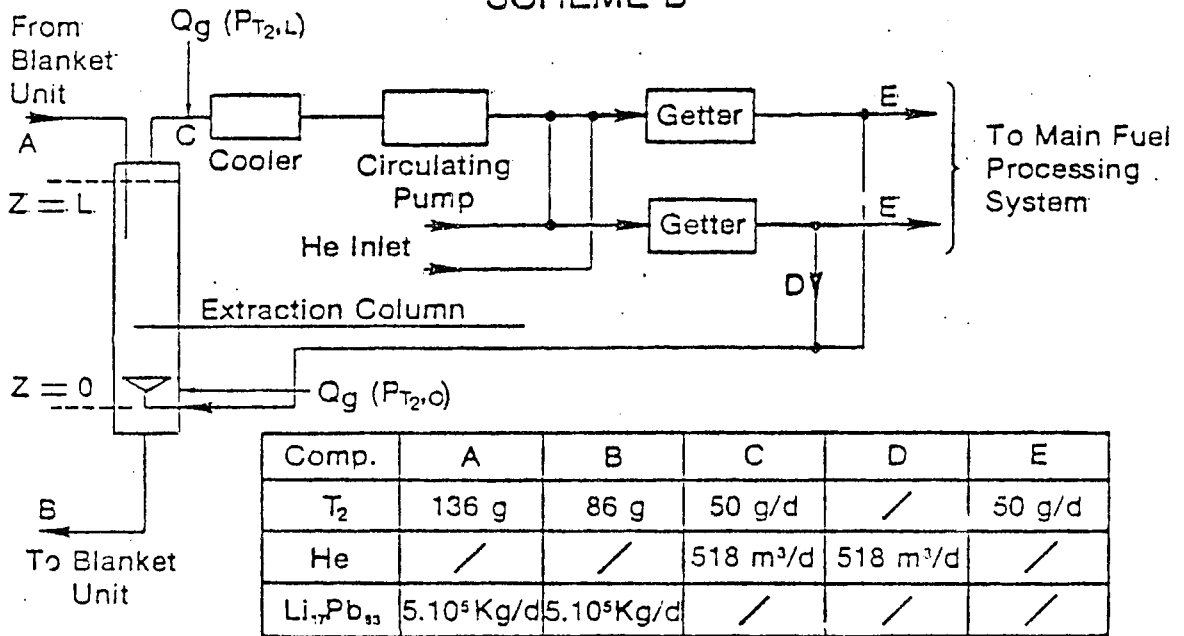 SCHEME B
From
Blanket
Unit
A
Qg (PT₂,L)
C
Cooler
Circulating
Pump
Getter
E
Z = L
He Inlet
Getter
E
To Main Fuel
Processing
System
D
Extraction Column
Z = 0
Qg (PT₂,O)
B
To Blanket
Unit
Comp. A B C D E
T₂ 136 g 86 g 50 g/d / 50 g/d
He / / 518 m³/d 518 m³/d /
Li₁₇Pb₈₃ 5.10⁵Kg/d 5.10⁵Kg/d / / /